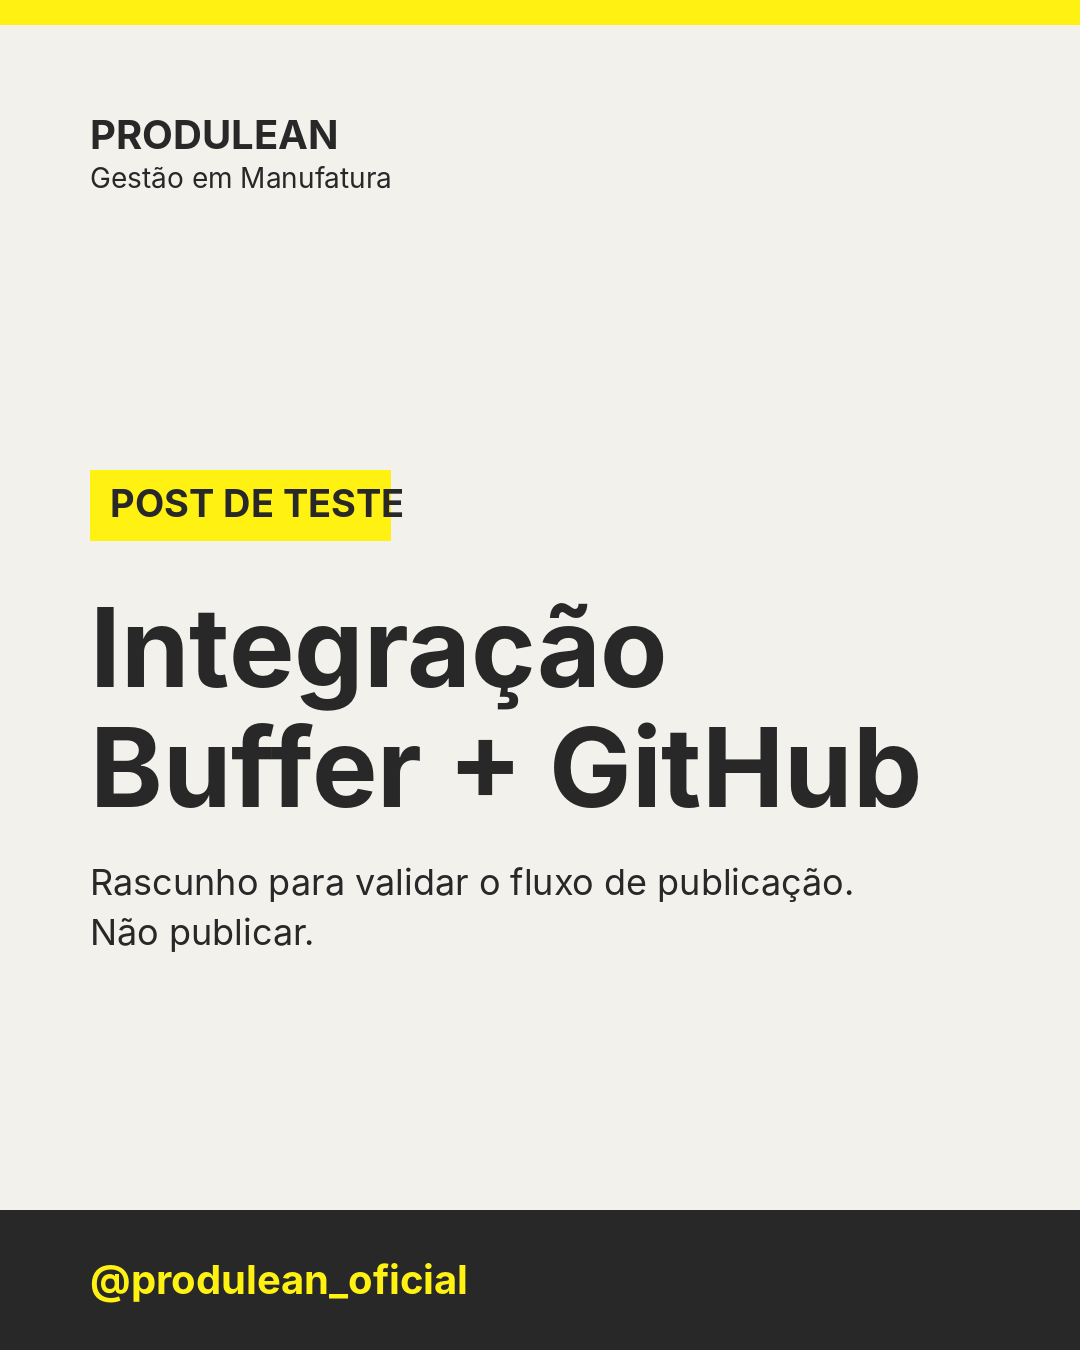 PRODULEAN
Gestão em Manufatura
POST DE TESTE
Integração
Buffer + GitHub
Rascunho para validar o fluxo de publicação.
Não publicar.
@produlean_oficial